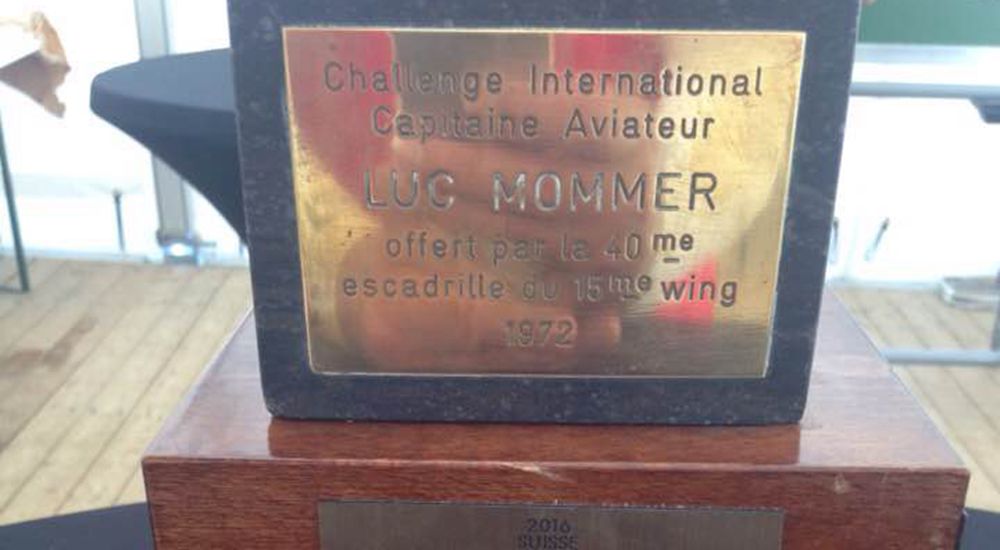 Challenge International
Capitaine Aviateur
LUC MOMMER
offert par la 40me
escadrille du 15me wing
1972
2016
SUISSE